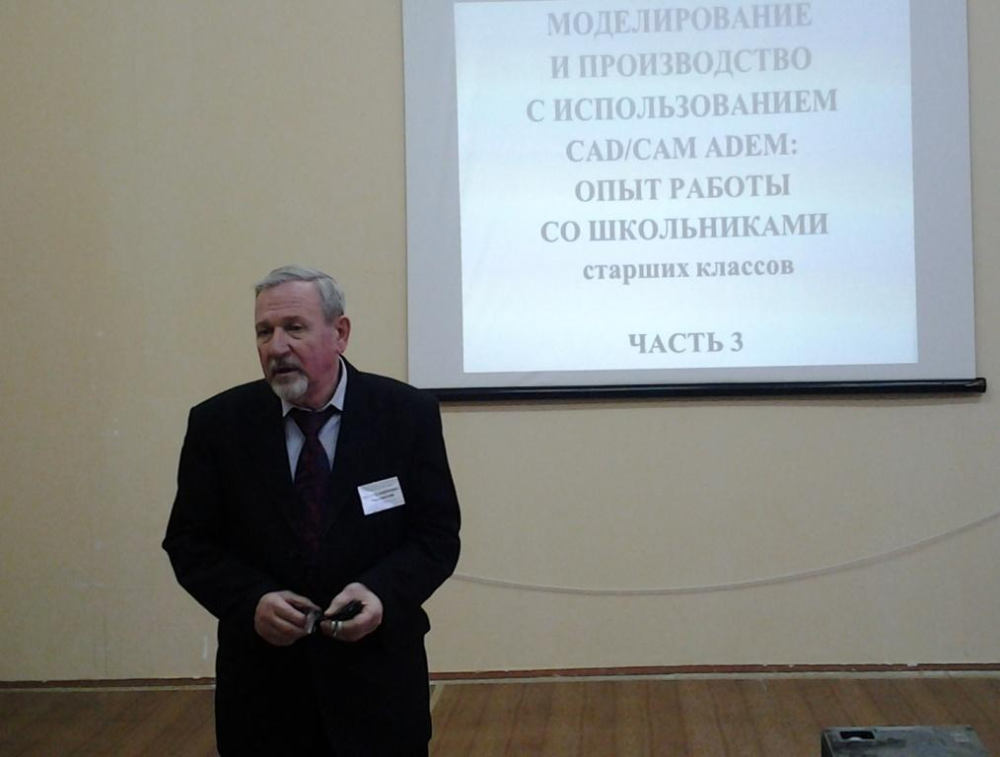 МОДЕЛИРОВАНИЕ
И ПРОИЗВОДСТВО
С ИСПОЛЬЗОВАНИЕМ
CAD/CAM ADEM:
ОПЫТ РАБОТЫ
СО ШКОЛЬНИКАМИ
старших классов
ЧАСТЬ 3